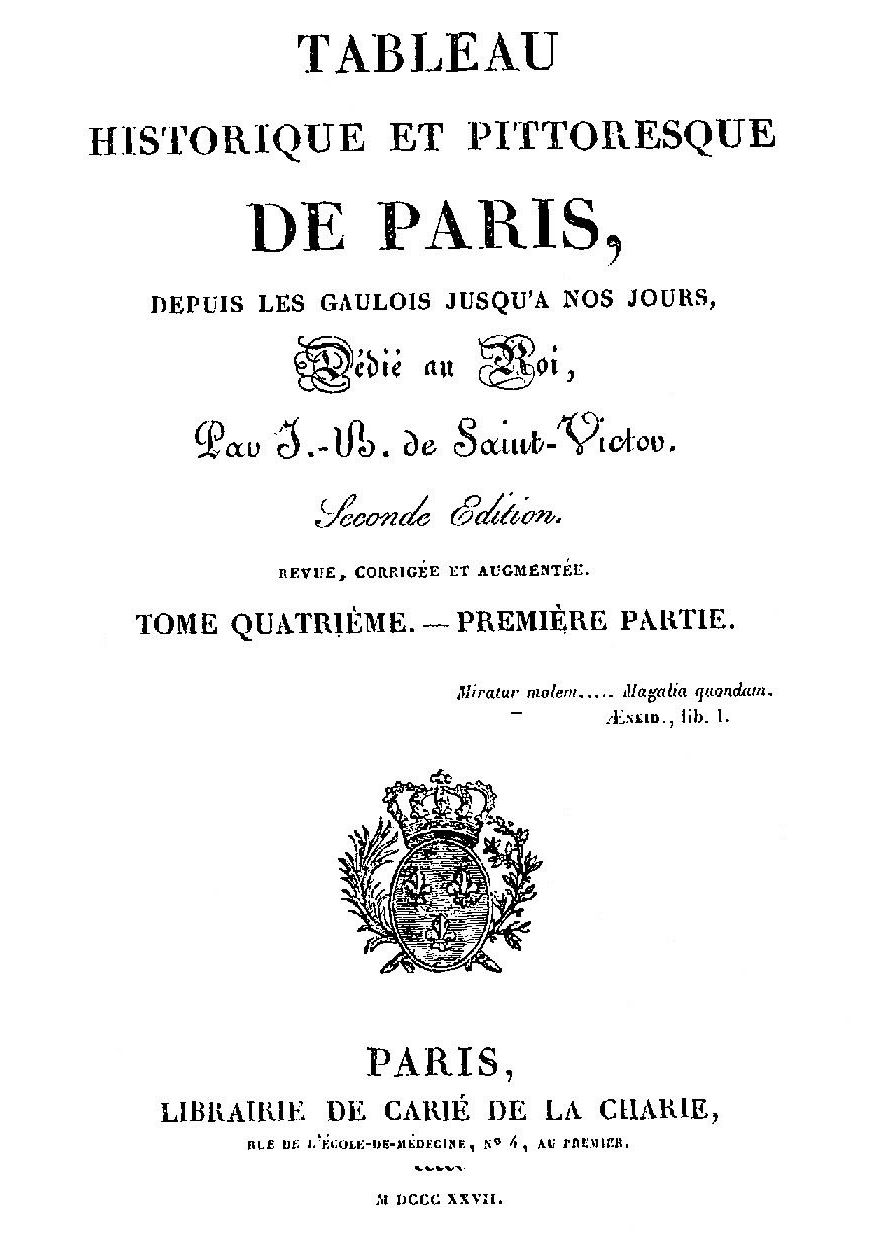 TABLEAU
HISTORIQUE ET PITTORESQUE
DE PARIS,
DEPUIS LES GAULOIS JUSQU'A NOS JOURS,
Dédié au Roi,
Par J.-B. de Saint-Victor.
Seconde Edition.
REVUE, CORRIGÉE ET AUGMENTÉE.
TOME QUATRIÈME. — PREMIÈRE PARTIE.
Miratur molem..... Magalia quondam.
ÆNEID., lib. I.
PARIS,
LIBRAIRIE DE CARIÉ DE LA CHARIE,
RUE DE L'ÉCOLE-DE-MÉDECINE, Nº 4, AU PREMIER.
M DCCC XXVII.